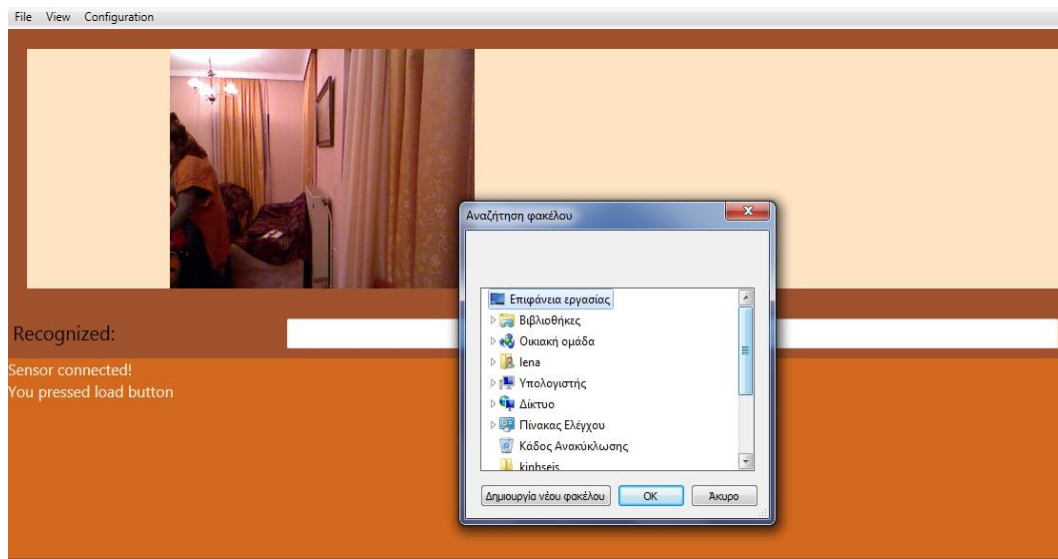 File View Configuration
Αναζήτηση φακέλου
Επιφάνεια εργασίας
Βιβλιοθήκες
Οικιακή ομάδα
lena
Υπολογιστής
Δίκτυο
Πίνακας Ελέγχου
Κάδος Ανακύκλωσης
kinhseis
Δημιουργία νέου φακέλου OK Άκυρο
Recognized:
Sensor connected!
You pressed load button